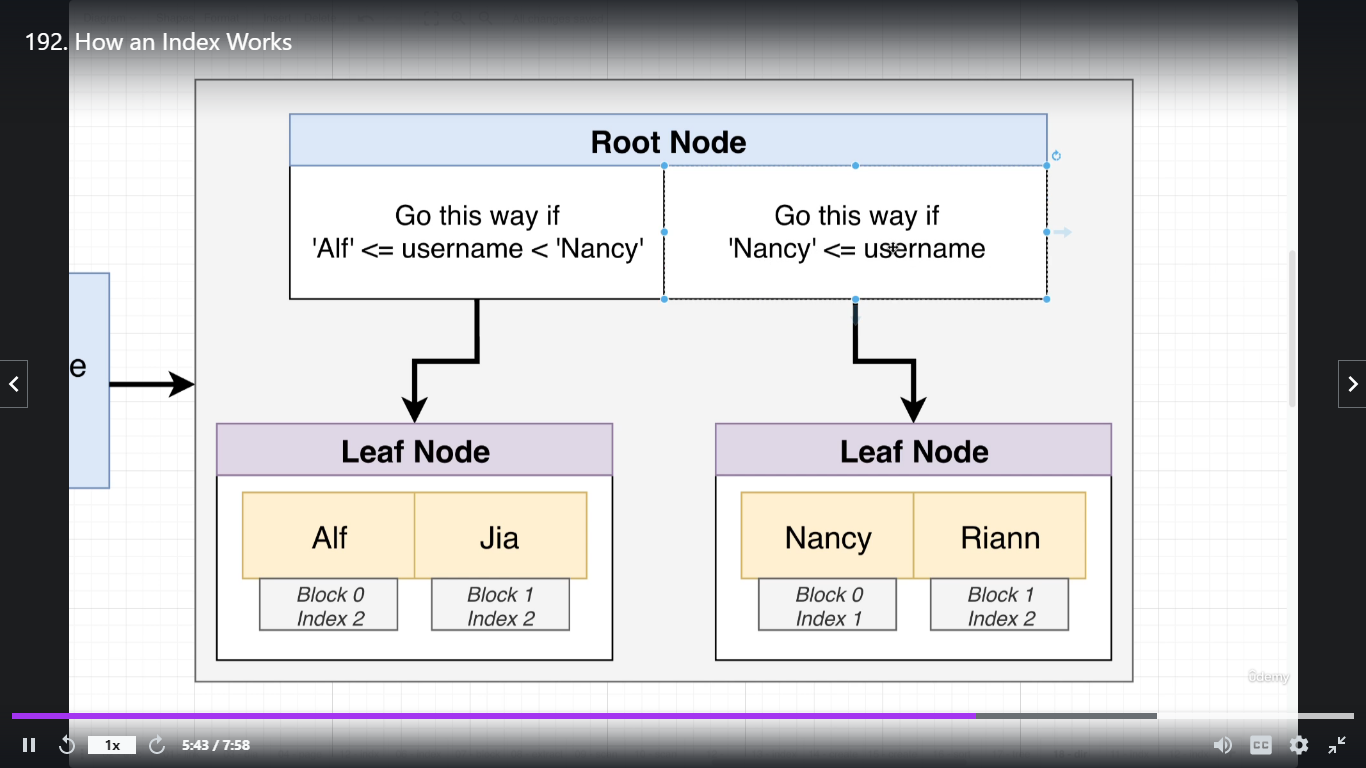 192. How an Index Works
Root Node
Go this way if
'Alf' <= username < 'Nancy'
Go this way if
'Nancy' <= username
e
Leaf Node
Alf
Jia
Block 0
Index 2
Block 1
Index 2
Leaf Node
Nancy
Riann
Block 0
Index 1
Block 1
Index 2
ûdemy
1x
5:43 / 7:58
CC